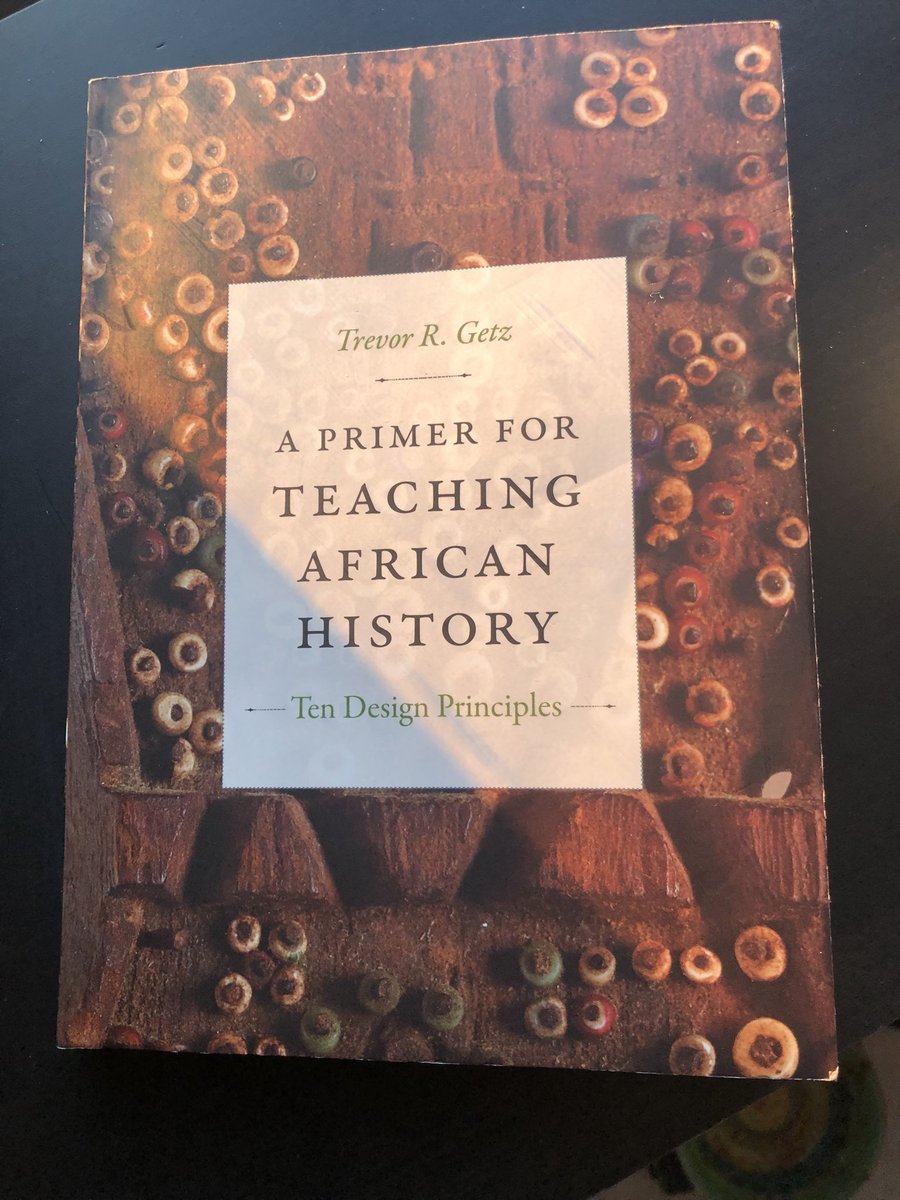 Trevor R. Getz
A PRIMER FOR
TEACHING
AFRICAN
HISTORY
Ten Design Principles